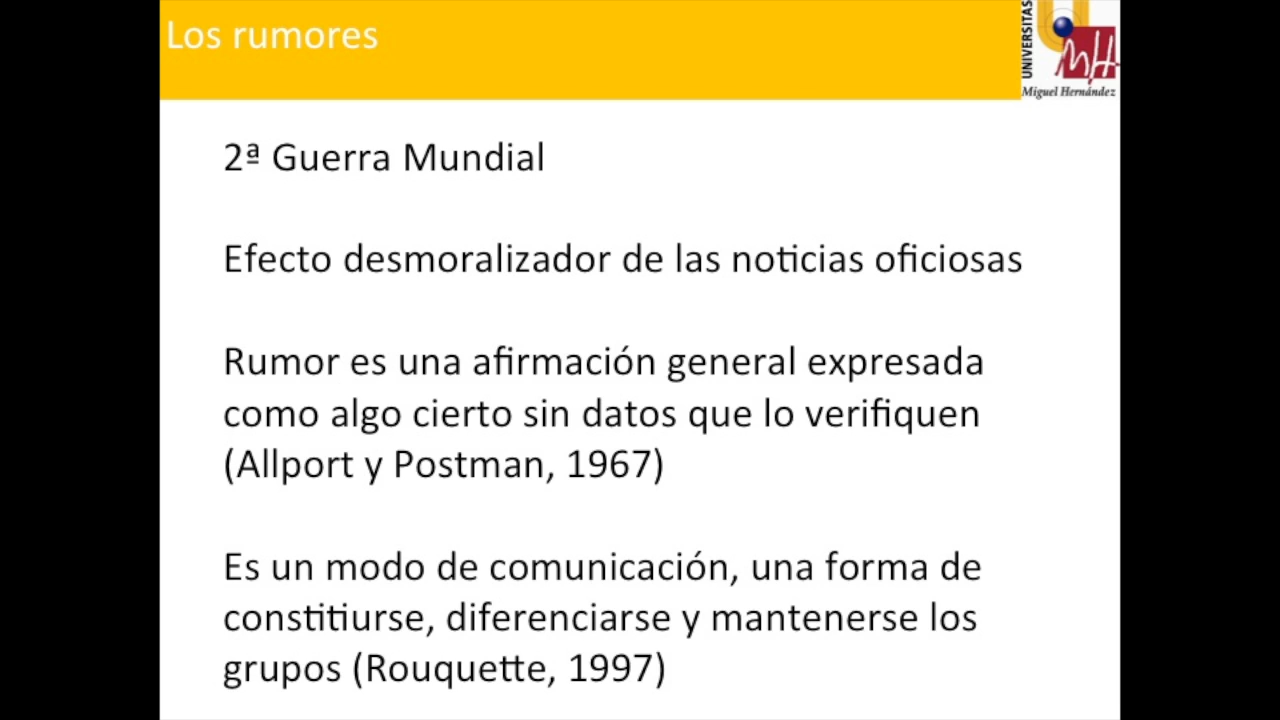 Los rumores
UNIVERSITAS
Miguel Hernández
2ª Guerra Mundial
Efecto desmoralizador de las noticias oficiosas
Rumor es una afirmación general expresada
como algo cierto sin datos que lo verifiquen
(Allport y Postman, 1967)
Es un modo de comunicación, una forma de
constitiurse, diferenciarse y mantenerse los
grupos (Rouquette, 1997)